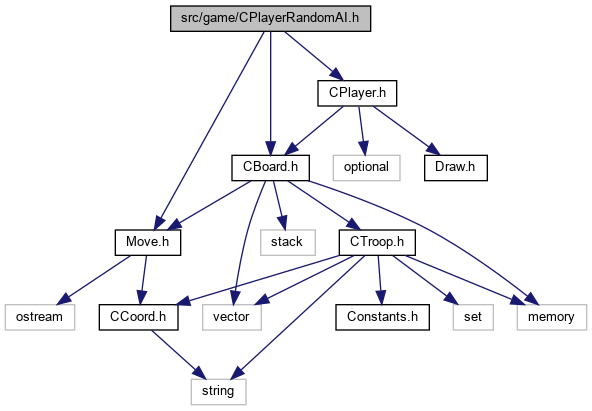 src/game/CPlayerRandomAI.h
CPlayer.h
CBoard.h
optional
Draw.h
Move.h
stack
CTroop.h
ostream
CCoord.h
vector
Constants.h
set
memory
string